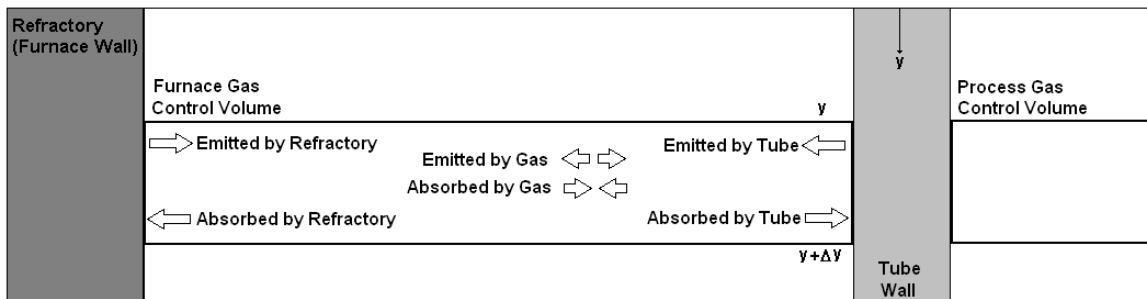 Refractory
(Furnace Wall)
y
Furnace Gas
Control Volume
y
Process Gas
Control Volume
Emitted by Refractory
Emitted by Tube
Emitted by Gas
Absorbed by Gas
Absorbed by Refractory
Absorbed by Tube
y+Δy
Tube
Wall